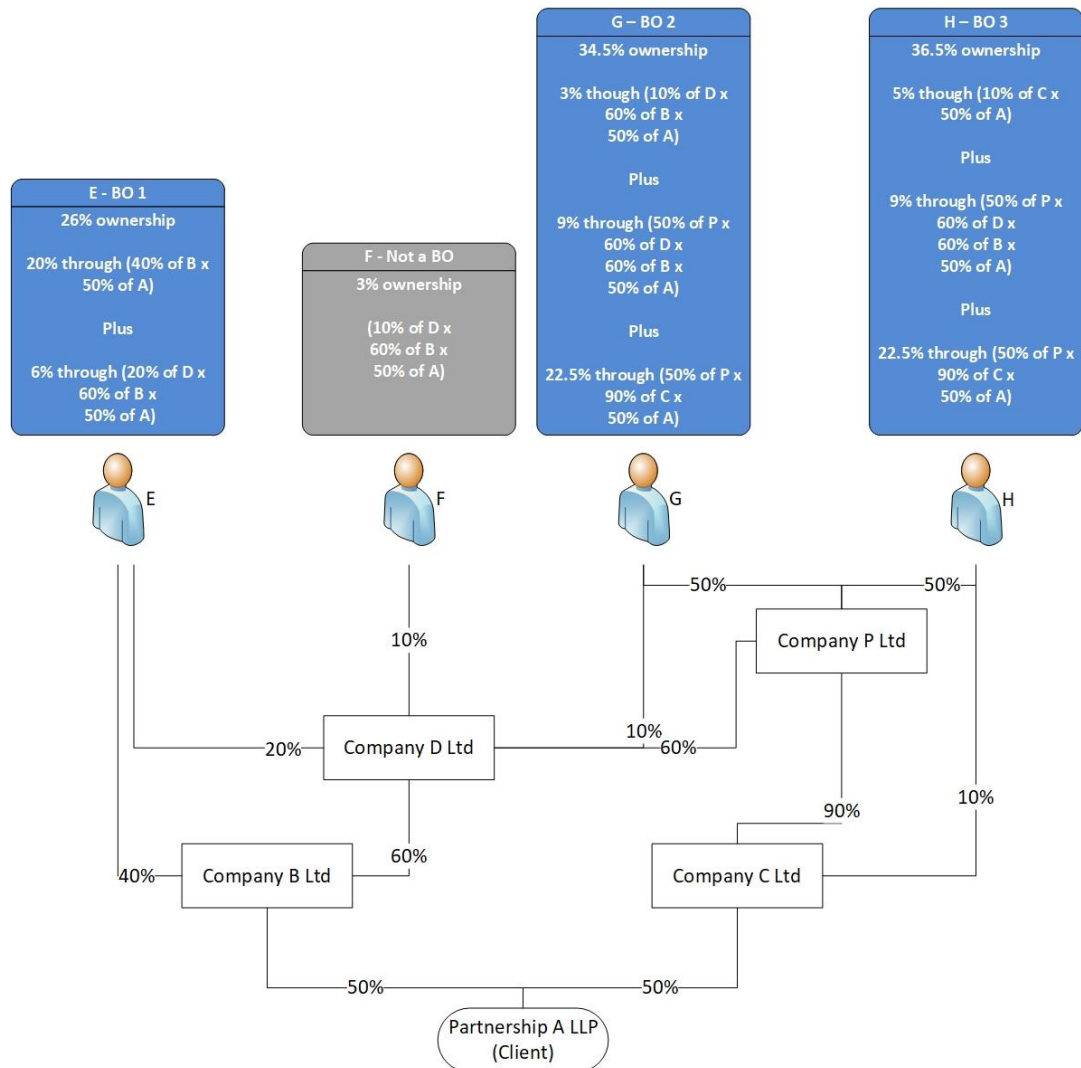 E - BO 1
26% ownership
20% through (40% of B x
50% of A)
Plus
6% through (20% of D x
60% of B x
50% of A)
F - Not a BO
3% ownership
(10% of D x
60% of B x
50% of A)
G – BO 2
34.5% ownership
3% though (10% of D x
60% of B x
50% of A)
Plus
9% through (50% of P x
60% of D x
60% of B x
50% of A)
Plus
22.5% through (50% of P x
90% of C x
50% of A)
H – BO 3
36.5% ownership
5% though (10% of C x
50% of A)
Plus
9% through (50% of P x
60% of D x
60% of B x
50% of A)
Plus
22.5% through (50% of P x
90% of C x
50% of A)
E
F
G
H
50%
50%
10%
Company P Ltd
20%
Company D Ltd
10%
60%
90%
10%
40%
Company B Ltd
60%
Company C Ltd
50%
50%
Partnership A LLP
(Client)